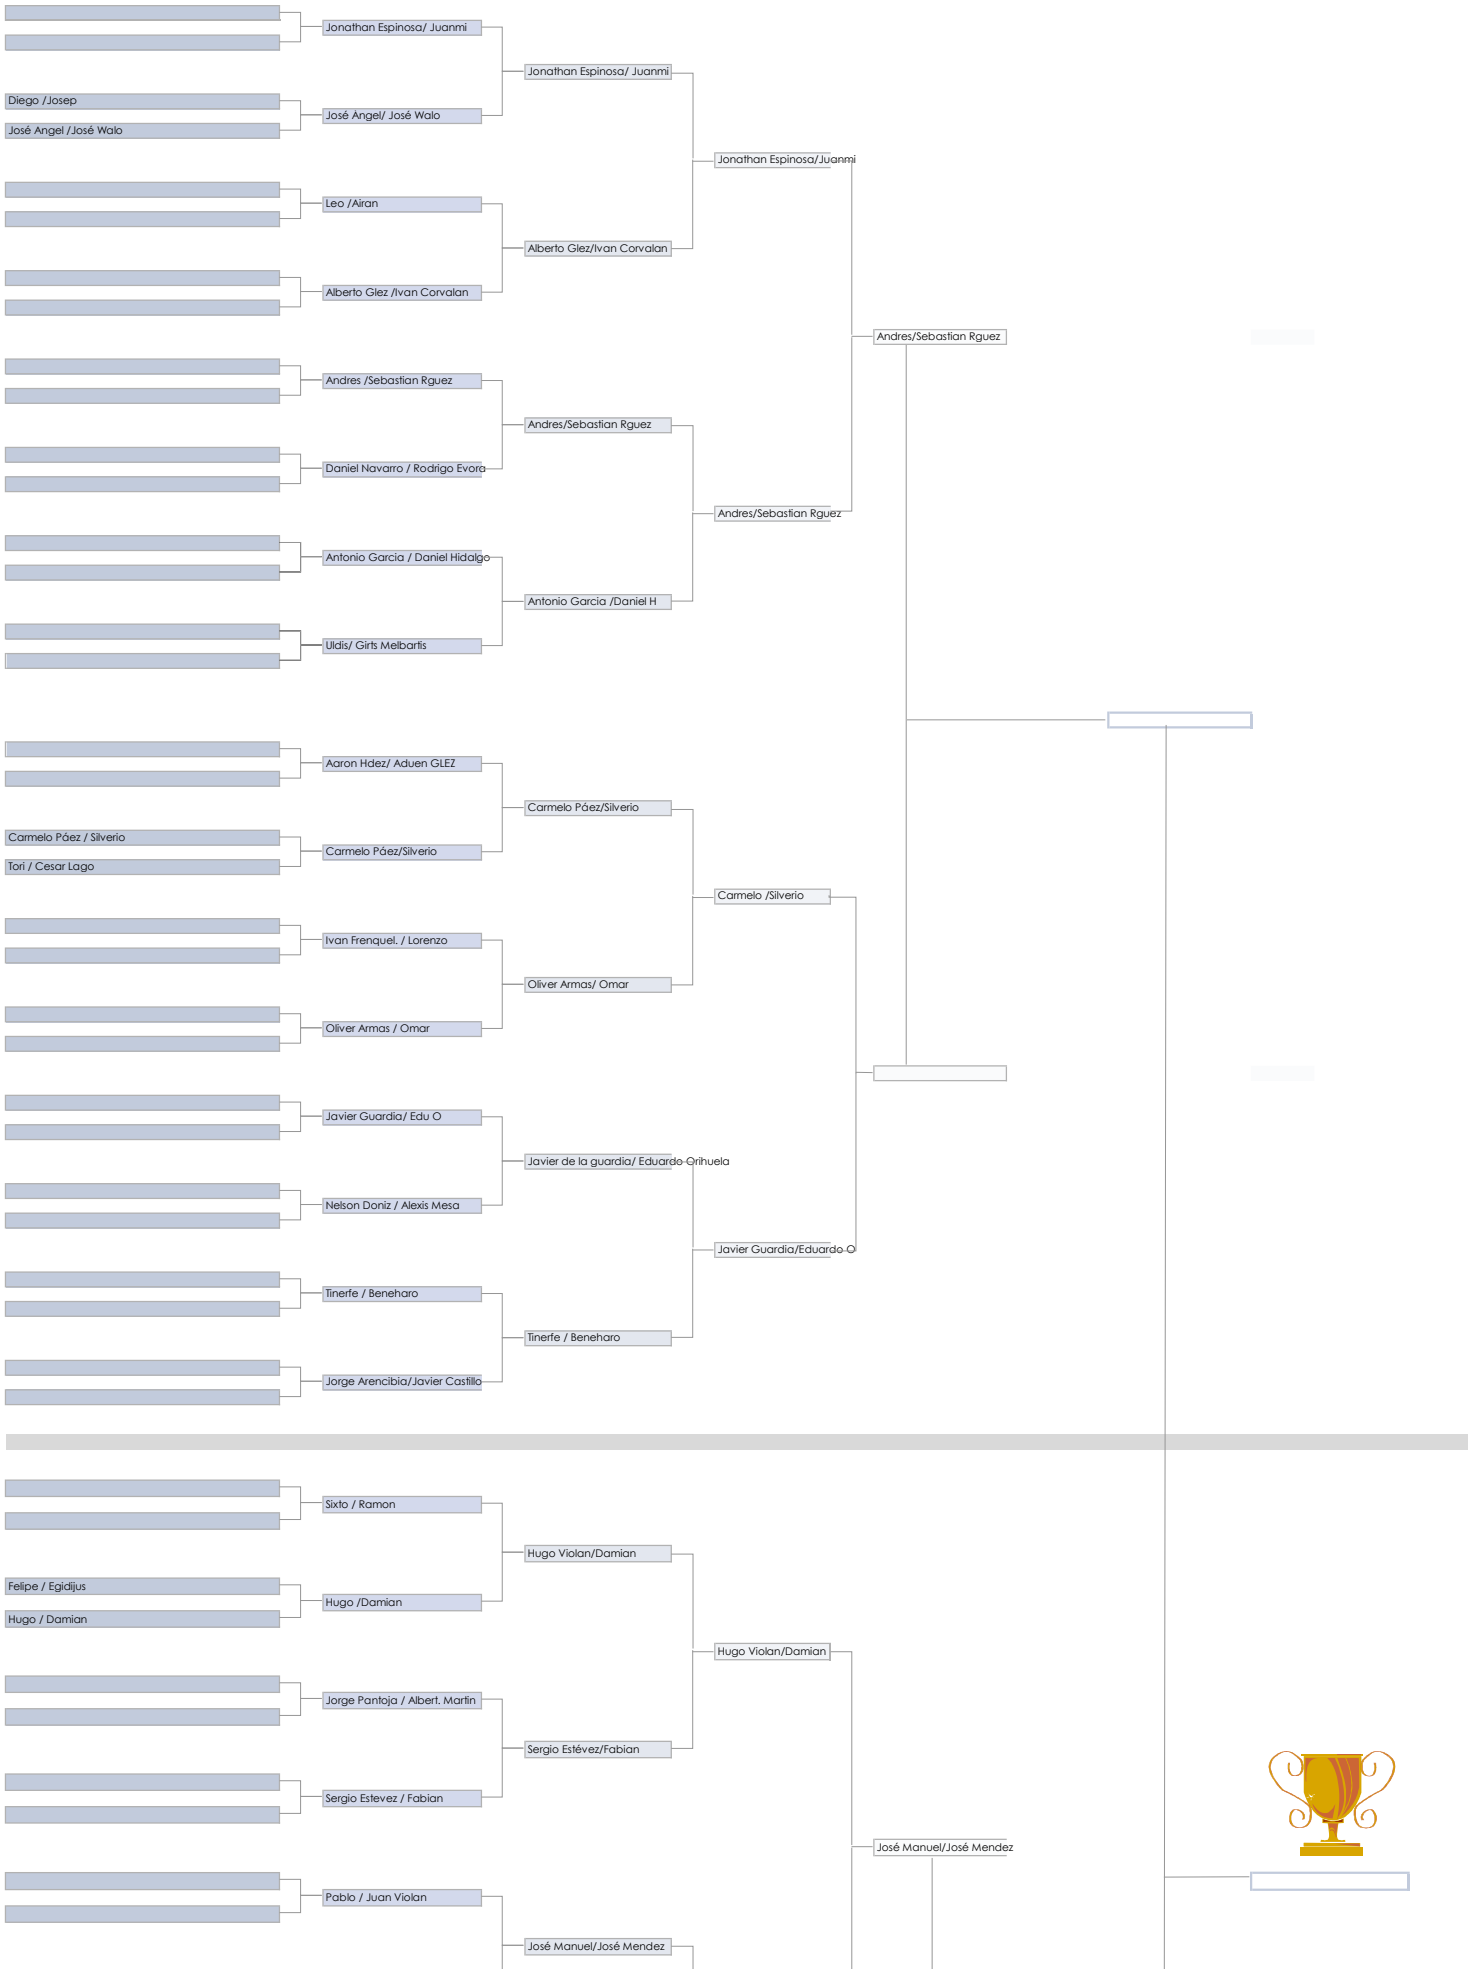 Jonathan Espinosa/ Juanmi
Jonathan Espinosa/ Juanmi
Diego /Josep
José Ángel/ José Walo
José Angel /José Walo
Jonathan Espinosa/Juanmi
Leo /Airan
Alberto Glez/Ivan Corvalan
Alberto Glez /Ivan Corvalan
Andres/Sebastian Rguez
Andres /Sebastian Rguez
Andres/Sebastian Rguez
Daniel Navarro / Rodrigo Evora
Andres/Sebastian Rguez
Antonio Garcia / Daniel Hidalgo
Antonio Garcia /Daniel H
Uldis/ Girts Melbartis
Aaron Hdez/ Aduen GLEZ
Carmelo Páez/Silverio
Carmelo Páez / Silverio
Carmelo Páez/Silverio
Tori / Cesar Lago
Carmelo /Silverio
Ivan Frenquel. / Lorenzo
Oliver Armas/ Omar
Oliver Armas / Omar
Javier Guardia/ Edu O
Javier de la guardia/ Eduardo Orihuela
Nelson Doniz / Alexis Mesa
Javier Guardia/Eduardo O
Tinerfe / Beneharo
Tinerfe / Beneharo
Jorge Arencibia/Javier Castillo
Sixto / Ramon
Hugo Violan/Damian
Felipe / Egidijus
Hugo /Damian
Hugo / Damian
Hugo Violan/Damian
Jorge Pantoja / Albert. Martin
Sergio Estévez/Fabian
Sergio Estevez / Fabian
José Manuel/José Mendez
Pablo / Juan Violan
José Manuel/José Mendez